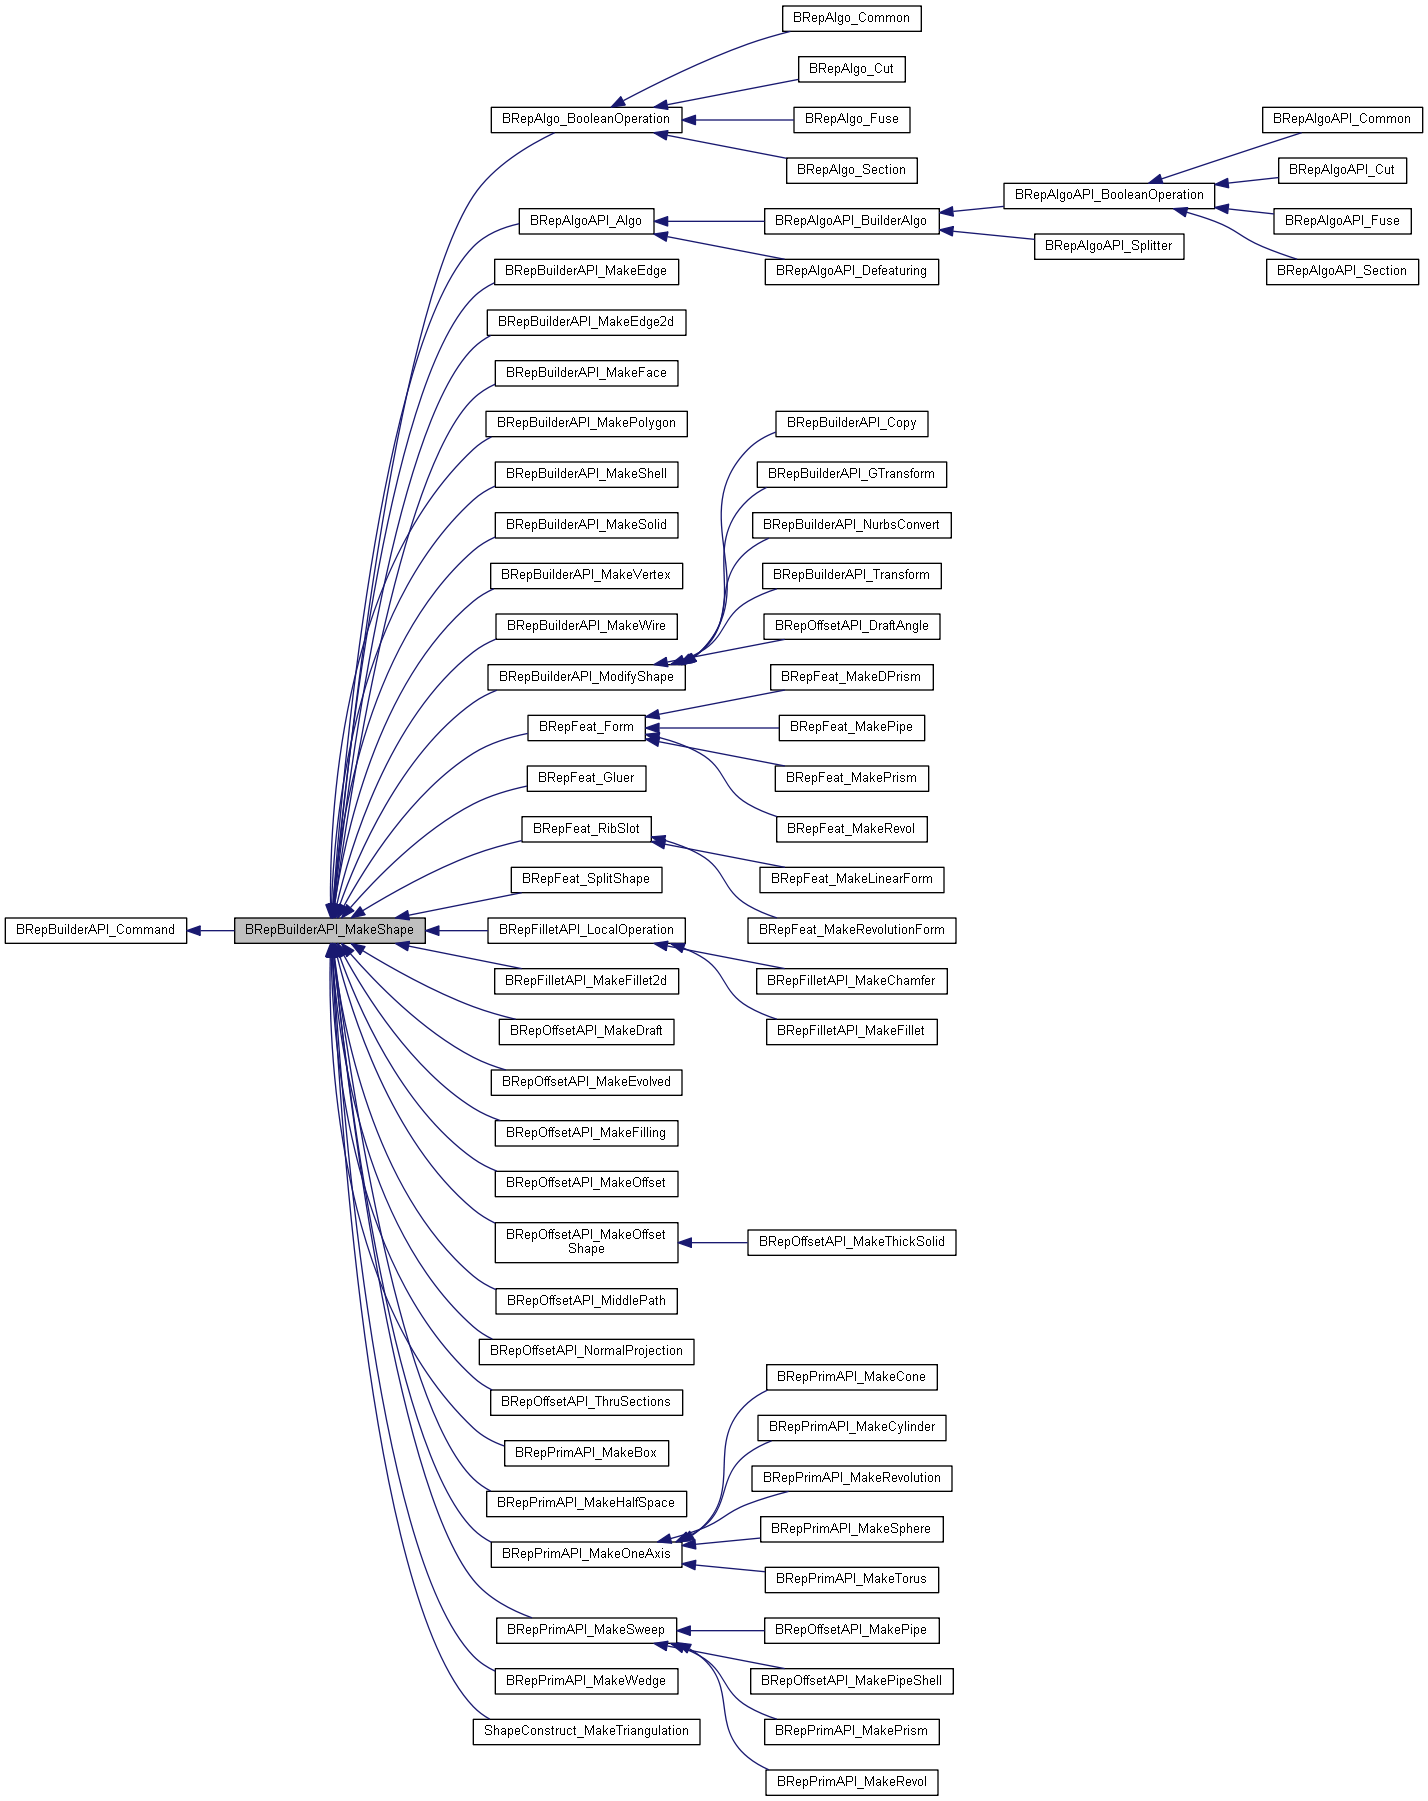 BRepAlgo_Common
BRepAlgo_Cut
BRepAlgo_BooleanOperation
BRepAlgo_Fuse
BRepAlgoAPI_Common
BRepAlgo_Section
BRepAlgoAPI_Cut
BRepAlgoAPI_BooleanOperation
BRepAlgoAPI_Algo
BRepAlgoAPI_BuilderAlgo
BRepAlgoAPI_Fuse
BRepAlgoAPI_Splitter
BRepBuilderAPI_MakeEdge
BRepAlgoAPI_Defeaturing
BRepAlgoAPI_Section
BRepBuilderAPI_MakeEdge2d
BRepBuilderAPI_MakeFace
BRepBuilderAPI_MakePolygon
BRepBuilderAPI_Copy
BRepBuilderAPI_MakeShell
BRepBuilderAPI_GTransform
BRepBuilderAPI_MakeSolid
BRepBuilderAPI_NurbsConvert
BRepBuilderAPI_MakeVertex
BRepBuilderAPI_Transform
BRepBuilderAPI_MakeWire
BRepOffsetAPI_DraftAngle
BRepBuilderAPI_ModifyShape
BRepFeat_MakeDPrism
BRepFeat_Form
BRepFeat_MakePipe
BRepFeat_Gluer
BRepFeat_MakePrism
BRepFeat_RibSlot
BRepFeat_MakeRevol
BRepFeat_SplitShape
BRepFeat_MakeLinearForm
BRepBuilderAPI_Command
BRepBuilderAPI_MakeShape
BRepFilletAPI_LocalOperation
BRepFeat_MakeRevolutionForm
BRepFilletAPI_MakeFillet2d
BRepFilletAPI_MakeChamfer
BRepOffsetAPI_MakeDraft
BRepFilletAPI_MakeFillet
BRepOffsetAPI_MakeEvolved
BRepOffsetAPI_MakeFilling
BRepOffsetAPI_MakeOffset
BRepOffsetAPI_MakeOffset
Shape
BRepOffsetAPI_MakeThickSolid
BRepOffsetAPI_MiddlePath
BRepOffsetAPI_NormalProjection
BRepPrimAPI_MakeCone
BRepOffsetAPI_ThruSections
BRepPrimAPI_MakeCylinder
BRepPrimAPI_MakeBox
BRepPrimAPI_MakeRevolution
BRepPrimAPI_MakeHalfSpace
BRepPrimAPI_MakeSphere
BRepPrimAPI_MakeOneAxis
BRepPrimAPI_MakeTorus
BRepPrimAPI_MakeSweep
BRepOffsetAPI_MakePipe
BRepPrimAPI_MakeWedge
BRepOffsetAPI_MakePipeShell
ShapeConstruct_MakeTriangulation
BRepPrimAPI_MakePrism
BRepPrimAPI_MakeRevol